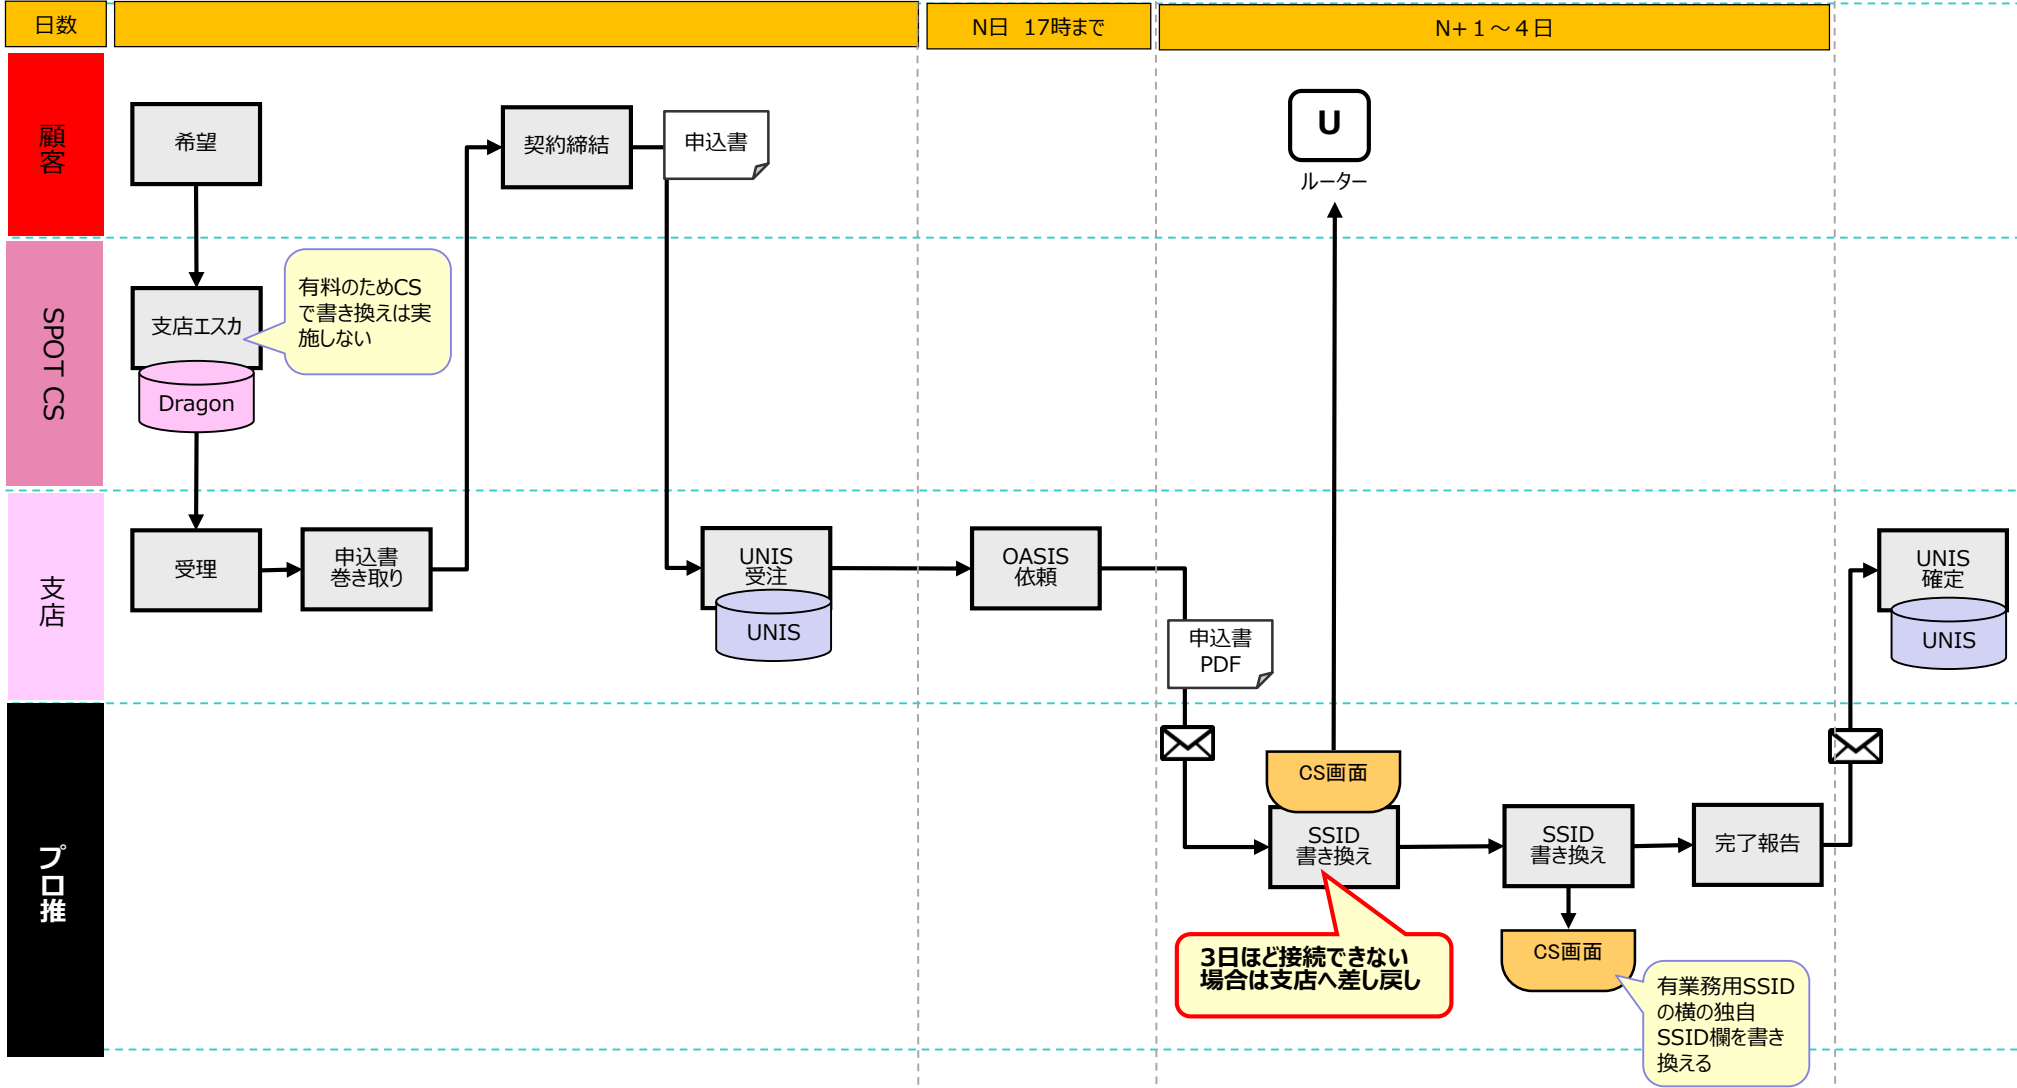 日数
N日 17時まで
N+1～4日
顧客
希望
契約締結
申込書
U
ルーター
SPOT CS
支店エスカ
有料のためCS
で書き換えは実
施しない
Dragon
支店
受理
申込書
巻き取り
UNIS
受注
UNIS
OASIS
依頼
申込書
PDF
UNIS
確定
UNIS
プロ推
CS画面
SSID
書き換え
SSID
書き換え
完了報告
3日ほど接続できない
場合は支店へ差し戻し
CS画面
有業務用SSID
の横の独自
SSID欄を書き
換える